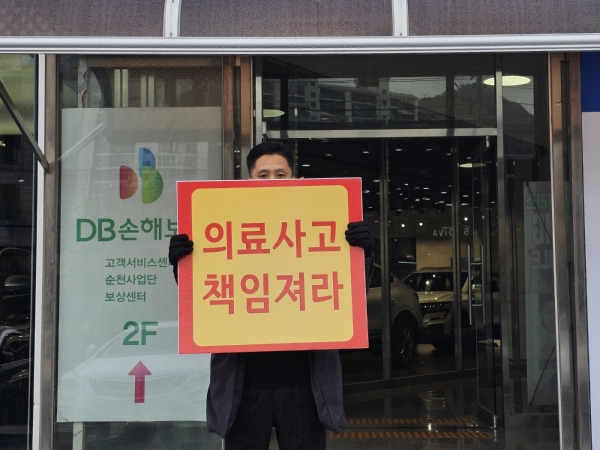 DB손해보
고객서비스센
순천사업단
보상센터
2F
의료사고
책임져라